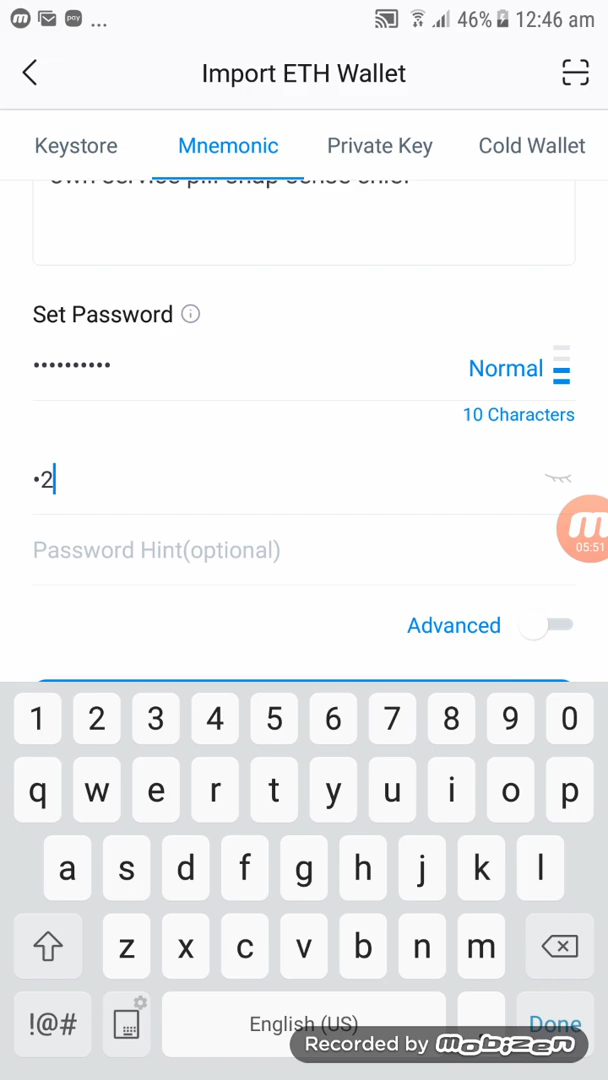 pay ... 46% 12:46 am
Import ETH Wallet
Keystore Mnemonic Private Key Cold Wallet
Set Password i
•••••••••• Normal
10 Characters
•2
05:51
Password Hint(optional)
Advanced
1 2 3 4 5 6 7 8 9 0
q w e r t y u i o p
a s d f g h j k l
z x c v b n m
!@# English (US) Done
Recorded by mobizen